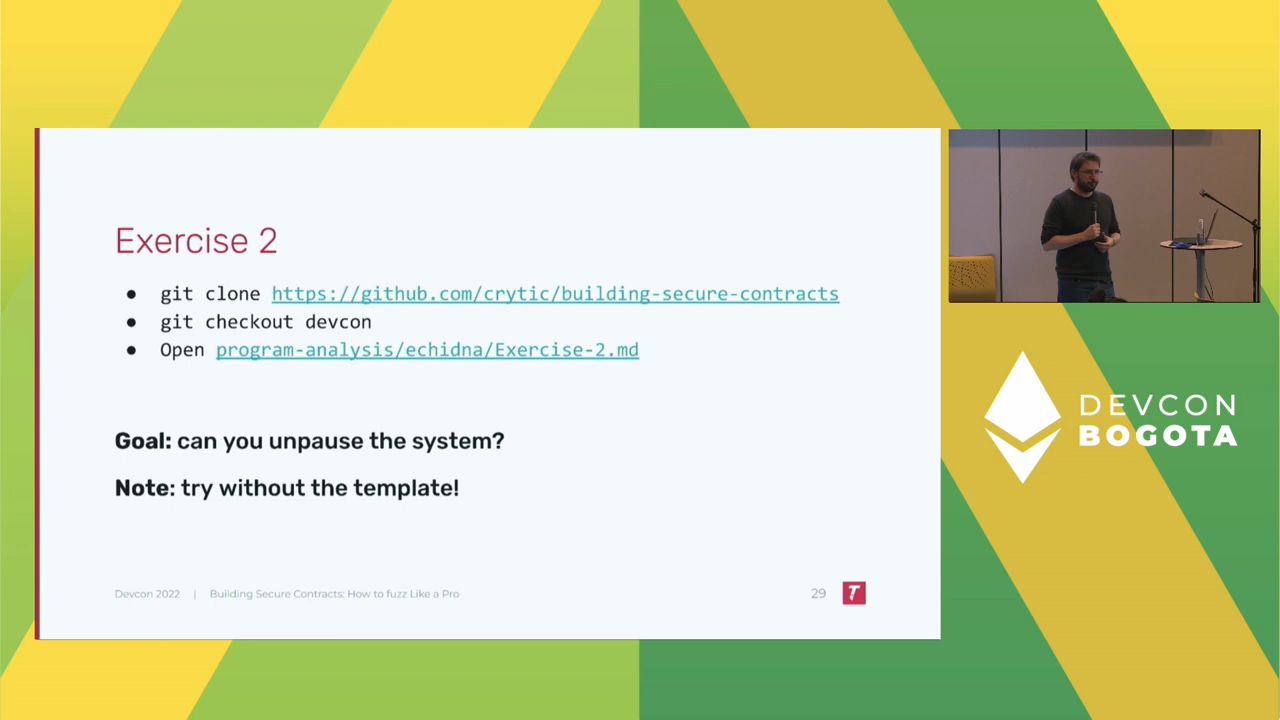 Exercise 2
● git clone https://github.com/crytic/building-secure-contracts
● git checkout devcon
● Open program-analysis/echidna/Exercise-2.md
Goal: can you unpause the system?
Note: try without the template!
Devcon 2022 | Building Secure Contracts: How to fuzz Like a Pro
29
DEVCON
BOGOTA